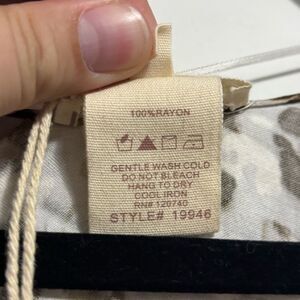 100%RAYON
GENTLE WASH COLD
DO NOT BLEACH
HANG TO DRY
COOL IRON
RN# 120740
STYLE# 19946